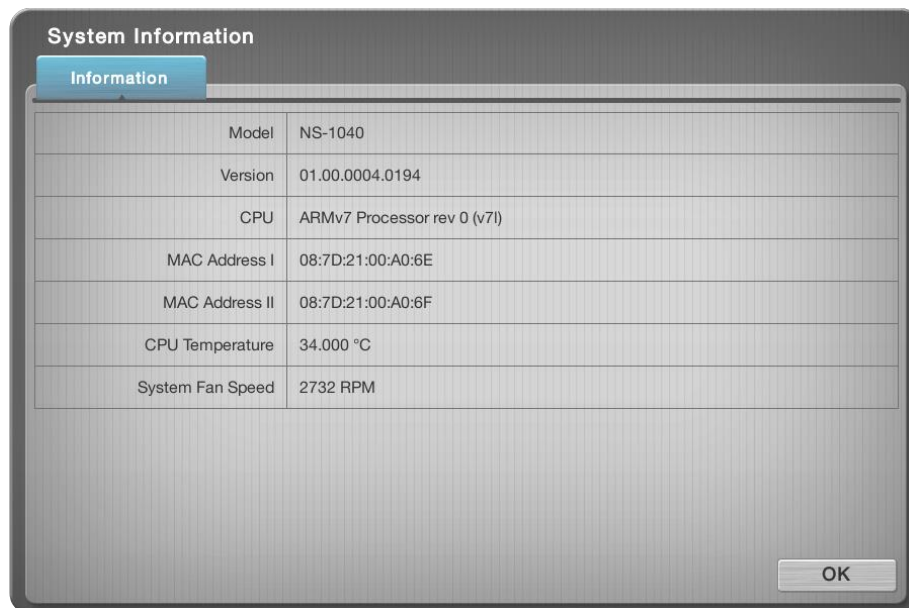 System Information
Information
Model NS-1040
Version 01.00.0004.0194
CPU ARMv7 Processor rev 0 (v7l)
MAC Address I 08:7D:21:00:A0:6E
MAC Address II 08:7D:21:00:A0:6F
CPU Temperature 34.000 °C
System Fan Speed 2732 RPM
OK